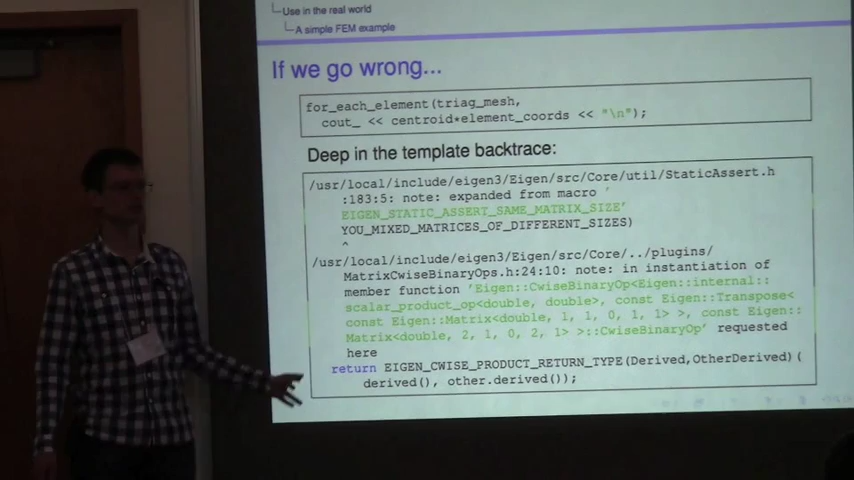 Use in the real world
A simple FEM example
If we go wrong...
for_each_element(triag_mesh,
cout_ << centroid*element_coords << "\n");
Deep in the template backtrace:
/usr/local/include/eigen3/Eigen/src/Core/util/StaticAssert.h
:183:5: note: expanded from macro '
EIGEN_STATIC_ASSERT_SAME_MATRIX_SIZE'
YOU_MIXED_MATRICES_OF_DIFFERENT_SIZES)
^
/usr/local/include/eigen3/Eigen/src/Core/../plugins/
MatrixCwiseBinaryOps.h:24:10: note: in instantiation of
member function 'Eigen::CwiseBinaryOp<Eigen::internal::
scalar_product_op<double, double>, const Eigen::Transpose<
const Eigen::Matrix<double, 1, 1, 0, 1, 1> >, const Eigen::
Matrix<double, 2, 1, 0, 2, 1> >::CwiseBinaryOp' requested
here
return EIGEN_CWISE_PRODUCT_RETURN_TYPE(Derived,OtherDerived)(
derived(), other.derived());